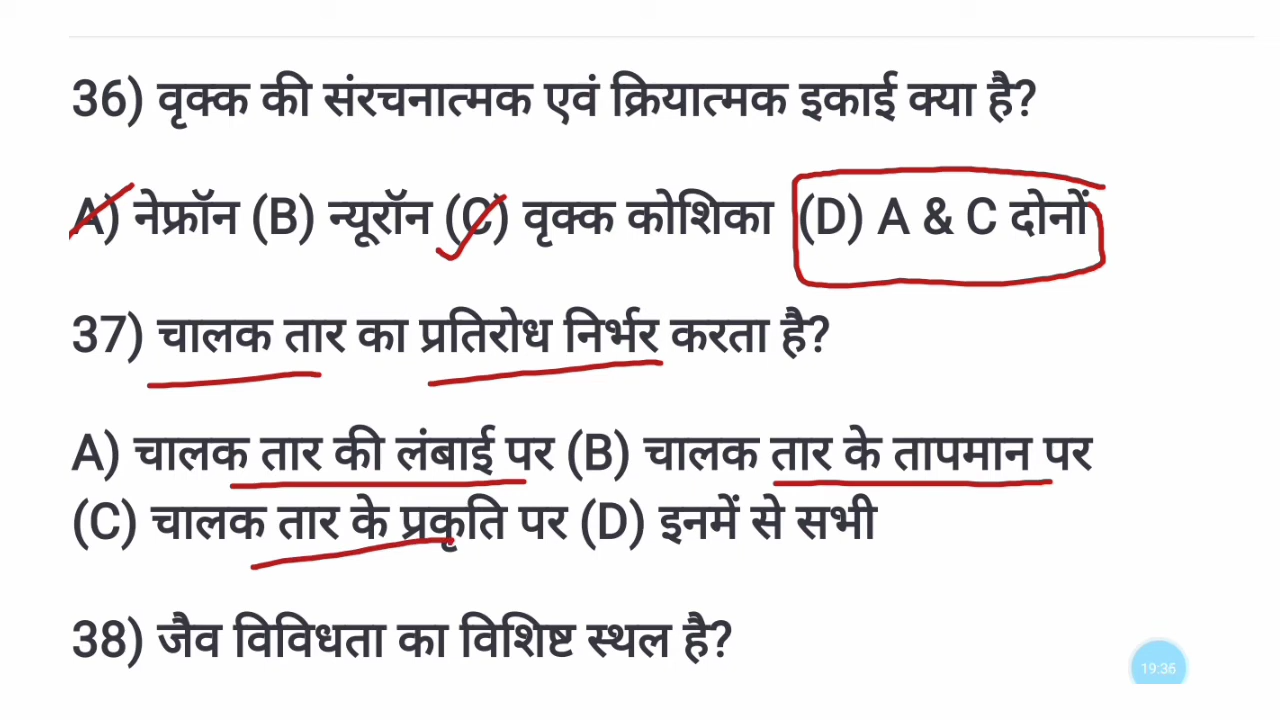 36) वृक्क की संरचनात्मक एवं क्रियात्मक इकाई क्या है?
A) नेफ्रॉन (B) न्यूरॉन (C) वृक्क कोशिका (D) A & C दोनों
37) चालक तार का प्रतिरोध निर्भर करता है?
A) चालक तार की लंबाई पर (B) चालक तार के तापमान पर
(C) चालक तार के प्रकृति पर (D) इनमें से सभी
38) जैव विविधता का विशिष्ट स्थल है?
19:36